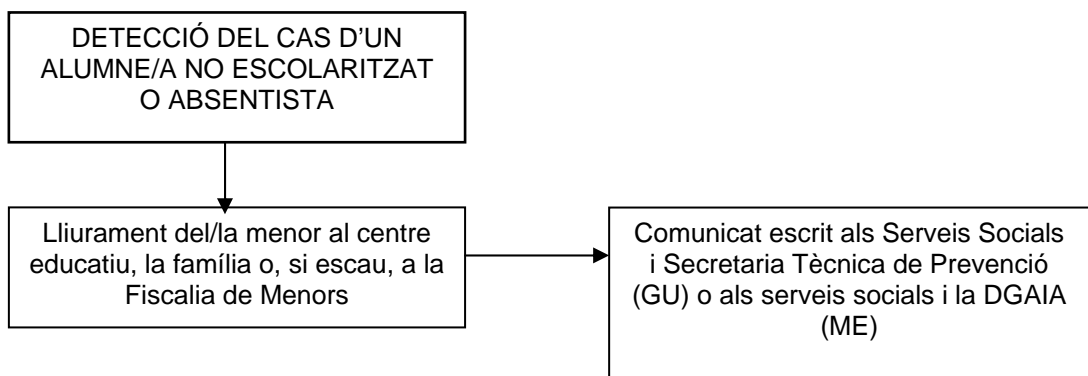 DETECCIÓ DEL CAS D’UN
ALUMNE/A NO ESCOLARITZAT
O ABSENTISTA
Lliurament del/la menor al centre
educatiu, la família o, si escau, a la
Fiscalia de Menors
Comunicat escrit als Serveis Socials
i Secretaria Tècnica de Prevenció
(GU) o als serveis socials i la DGAIA
(ME)